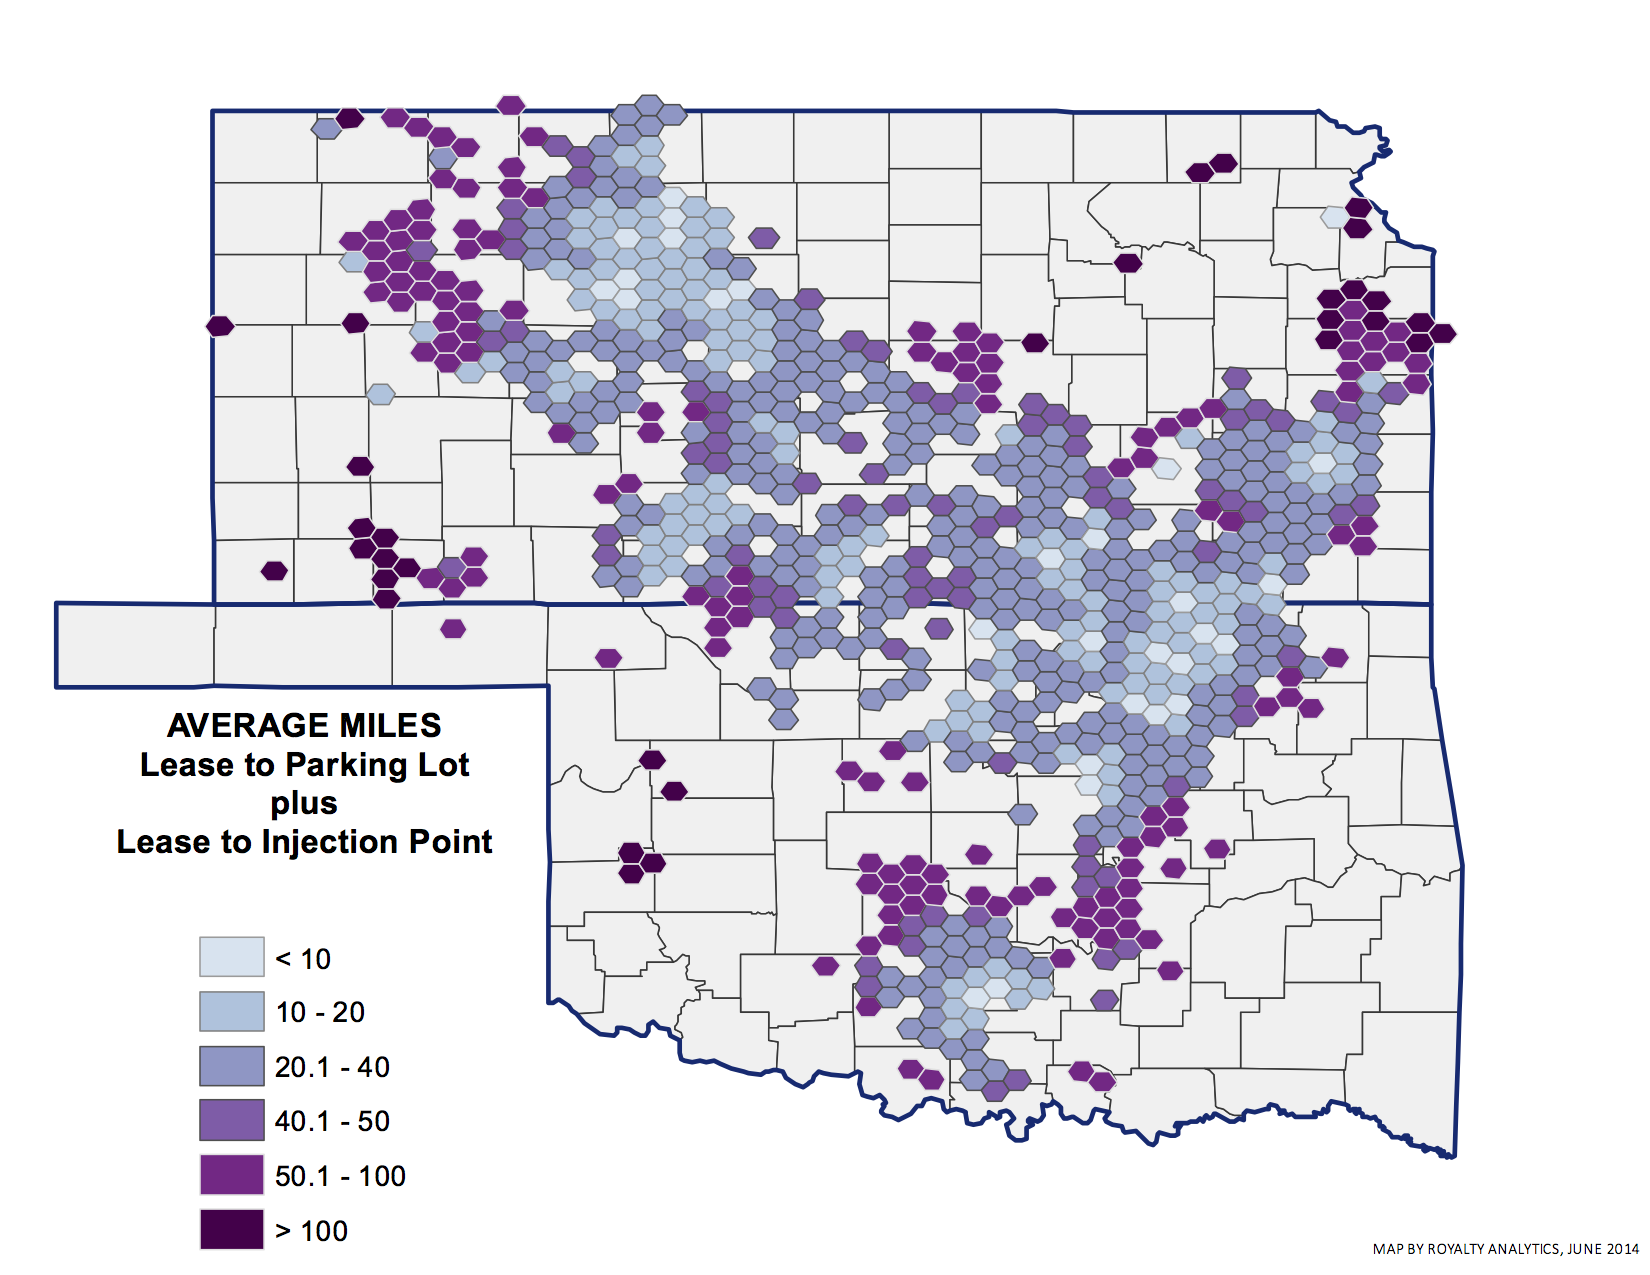 AVERAGE MILES
Lease to Parking Lot
plus
Lease to Injection Point
< 10
10 - 20
20.1 - 40
40.1 - 50
50.1 - 100
> 100
MAP BY ROYALTY ANALYTICS, JUNE 2014